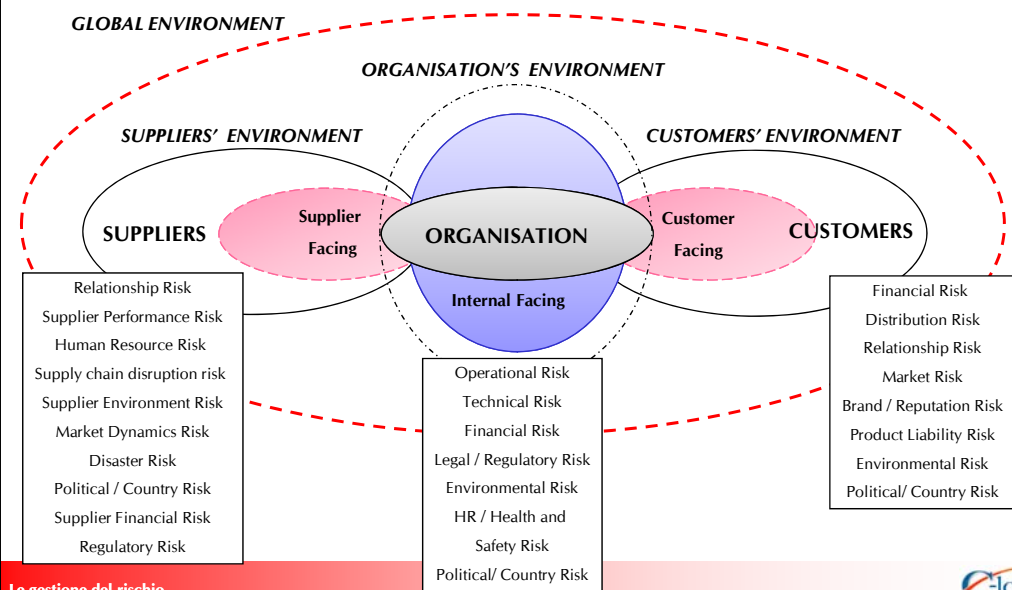 GLOBAL ENVIRONMENT
ORGANISATION'S ENVIRONMENT
SUPPLIERS' ENVIRONMENT
CUSTOMERS' ENVIRONMENT
SUPPLIERS
Supplier
Facing
ORGANISATION
Customer
Facing
CUSTOMERS
Internal Facing
Relationship Risk
Supplier Performance Risk
Human Resource Risk
Supply chain disruption risk
Supplier Environment Risk
Market Dynamics Risk
Disaster Risk
Political / Country Risk
Supplier Financial Risk
Regulatory Risk
Operational Risk
Technical Risk
Financial Risk
Legal / Regulatory Risk
Environmental Risk
HR / Health and
Safety Risk
Political/ Country Risk
Financial Risk
Distribution Risk
Relationship Risk
Market Risk
Brand / Reputation Risk
Product Liability Risk
Environmental Risk
Political/ Country Risk
La gestione del rischio